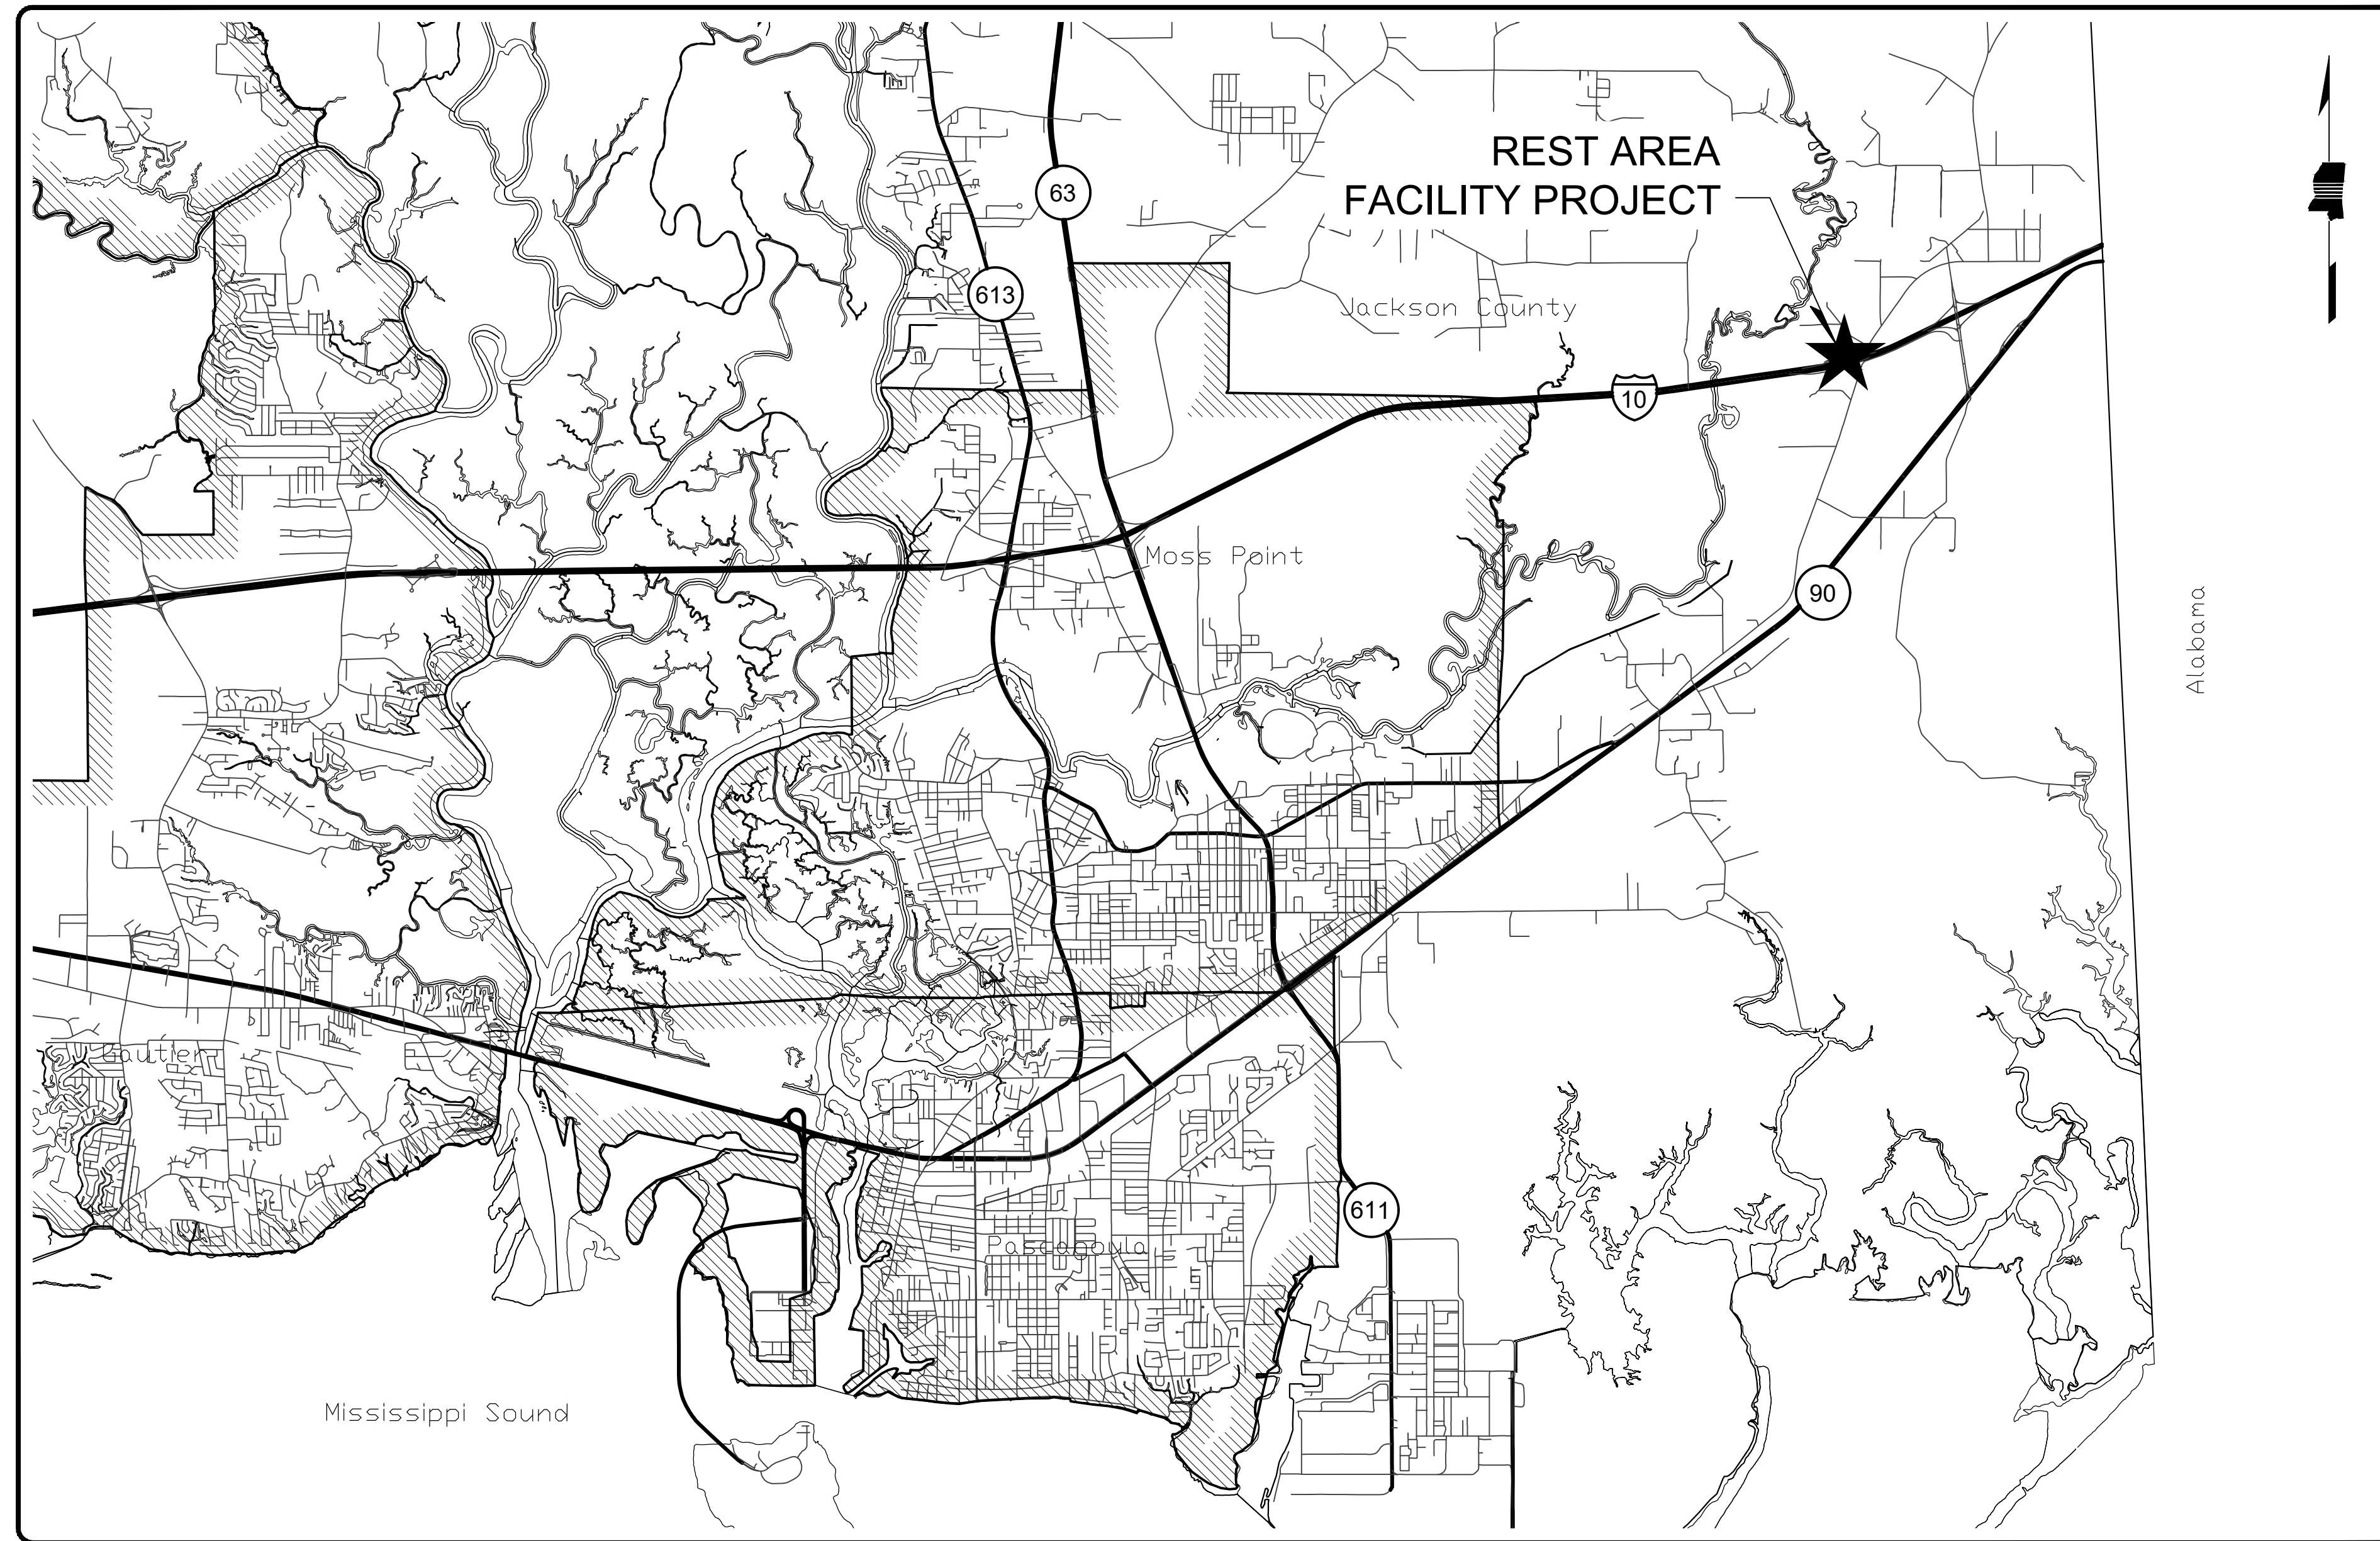 REST AREA
FACILITY PROJECT
63
613
Jackson County
10
Moss Point
90
Alabama
Gautier
611
Pascagoula
Mississippi Sound